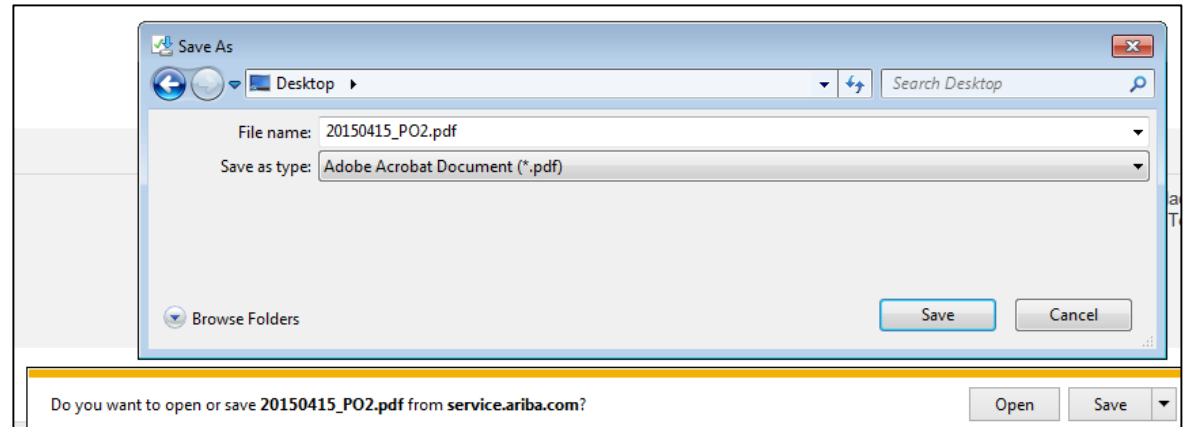 Save As
Desktop
Search Desktop
File name: 20150415_PO2.pdf
Save as type: Adobe Acrobat Document (*.pdf)
Browse Folders
Save Cancel
Do you want to open or save 20150415_PO2.pdf from service.ariba.com?
Open Save